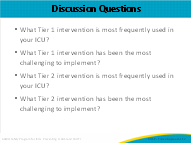 Discussion Questions
• What Tier 1 intervention is most frequently used in
your ICU?
• What Tier 1 intervention has been the most
challenging to implement?
• What Tier 2 intervention is most frequently used in
your ICU?
• What Tier 2 intervention has been the most
challenging to implement?